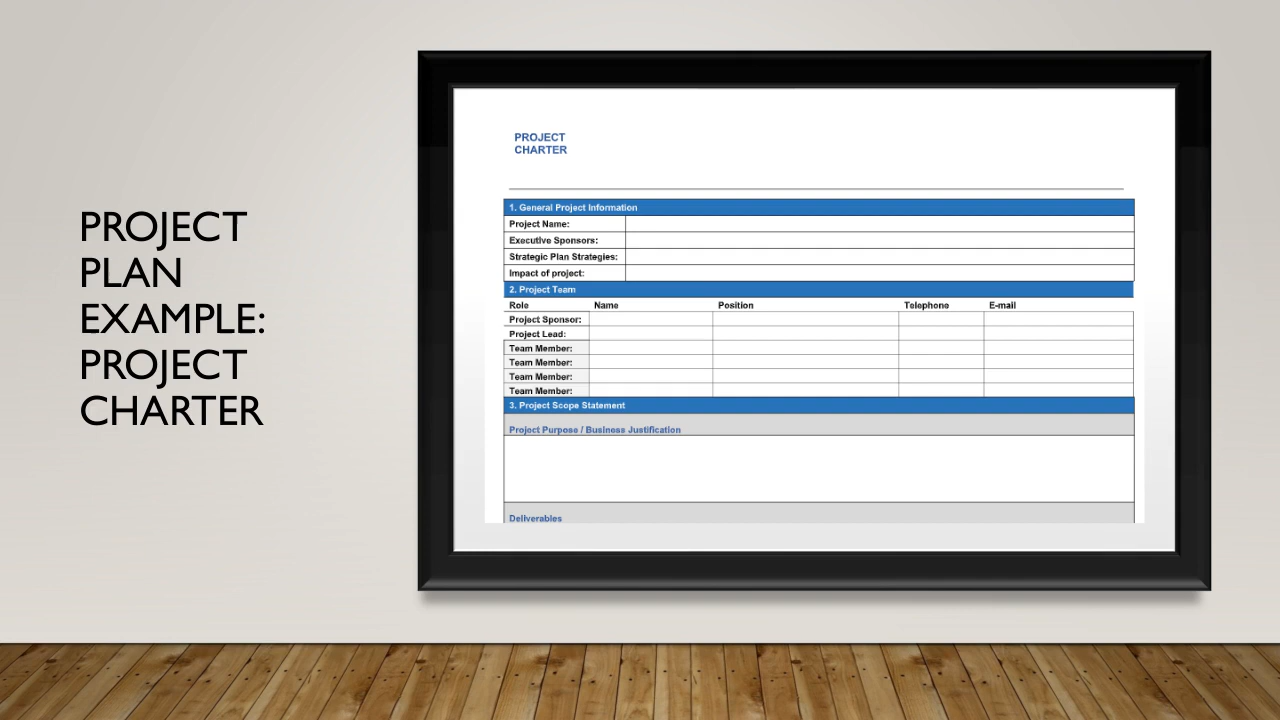 PROJECT
PLAN
EXAMPLE:
PROJECT
CHARTER
PROJECT
CHARTER
1. General Project Information
Project Name:
Executive Sponsors:
Strategic Plan Strategies:
Impact of project:
2. Project Team
Role Name Position Telephone E-mail
Project Sponsor:
Project Lead:
Team Member:
Team Member:
Team Member:
Team Member:
3. Project Scope Statement
Project Purpose / Business Justification
Deliverables